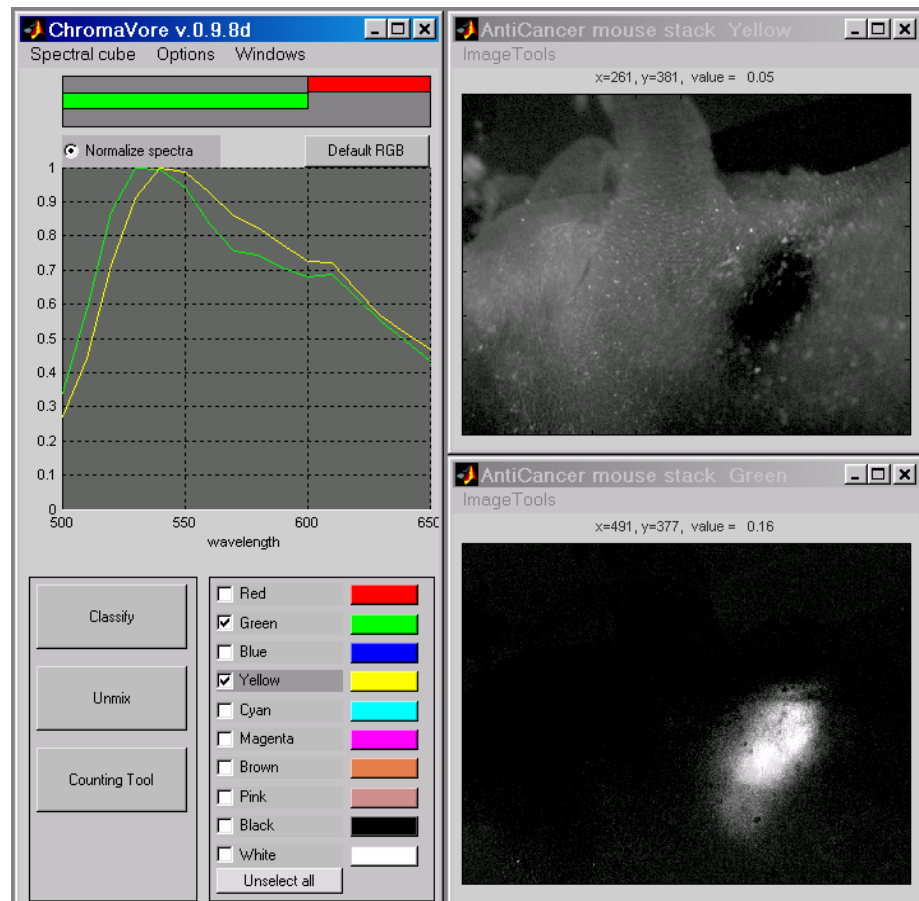 ChromaVore v.0.9.8d
Spectral cube Options Windows
Normalize spectra
Default RGB
1
0.9
0.8
0.7
0.6
0.5
0.4
0.3
0.2
0.1
0
500 550 600 650
wavelength
Classify
Unmix
Counting Tool
Red
Green
Blue
Yellow
Cyan
Magenta
Brown
Pink
Black
White
Unselect all
AntiCancer mouse stack Yellow
ImageTools
x=261, y=381, value = 0.05
AntiCancer mouse stack Green
ImageTools
x=491, y=377, value = 0.16